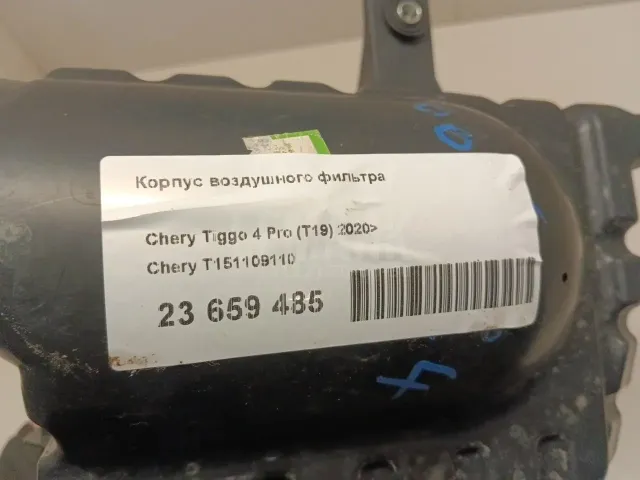 Корпус воздушного фильтра
Chery Tiggo 4 Pro (T19) 2020>
Chery T151109110
23 659 485